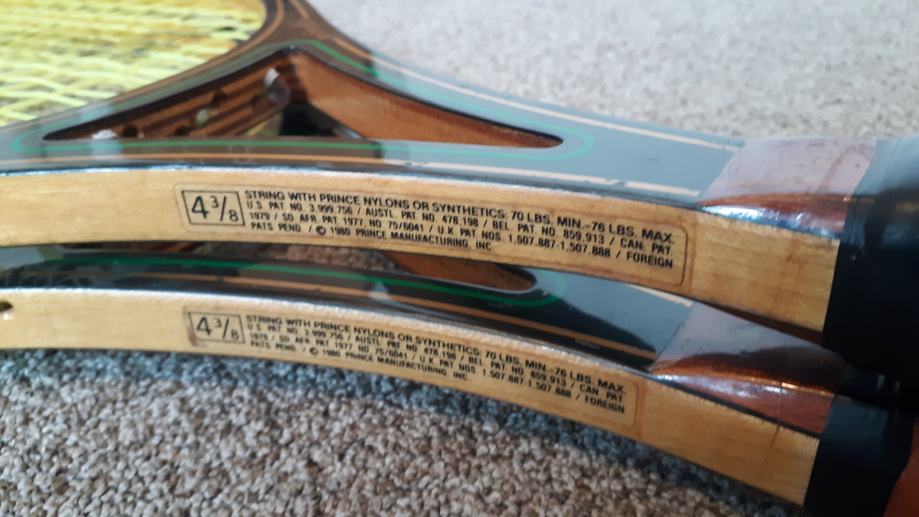 4 3/8
STRING WITH PRINCE NYLONS OR SYNTHETICS: 70 LBS. MIN.-76 LBS. MAX.
U S PAT NO. 3,999,756 / AUSTL. PAT NO. 478 198 / BEL PAT NO. 859,913 / CAN. PAT.
1979 / SO AFR PAT 1977, NO 75/6041 / U.K PAT NOS 1.507.887-1.507.888 / FOREIGN
PATS PEND / © 1980 PRINCE MANUFACTURING, INC
4 3/8
STRING WITH PRINCE NYLONS OR SYNTHETICS: 70 LBS. MIN.-76 LBS. MAX.
U S PAT NO. 3,999,756 / AUSTL. PAT NO. 478 198 / BEL PAT NO. 859,913 / CAN PAT
1979 / SO AFR PAT 1977, NO 75/6041 / U.K PAT NOS. 1.507.887-1.507.888 / FOREIGN
PATS PEND / © 1980 PRINCE MANUFACTURING, INC